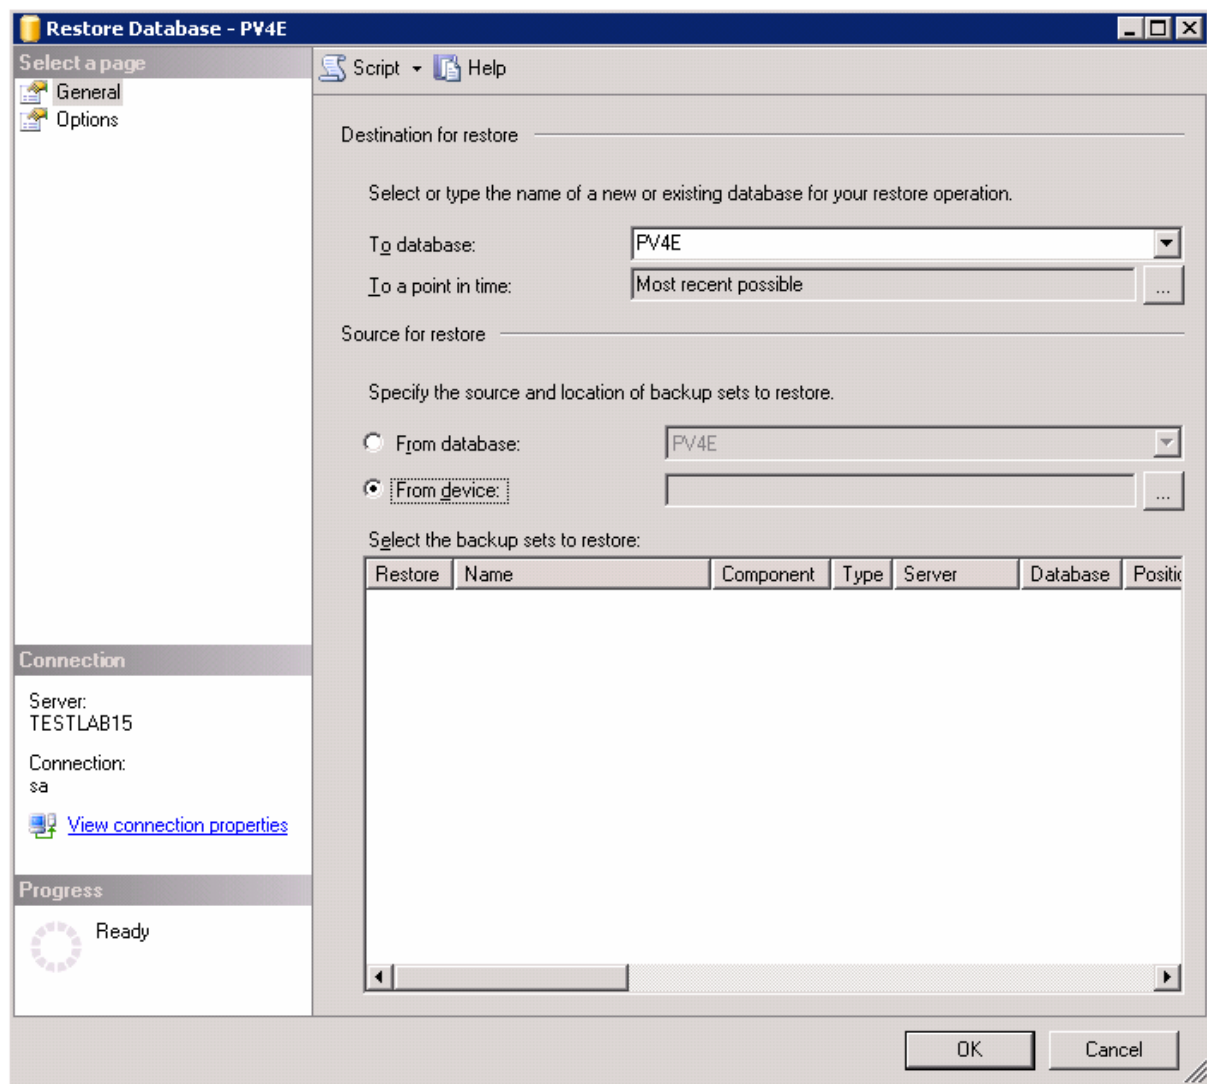 Restore Database - PV4E
Select a page
General
Options
Script
Help
Destination for restore
Select or type the name of a new or existing database for your restore operation.
To database:
PV4E
To a point in time:
Most recent possible
...
Source for restore
Specify the source and location of backup sets to restore.
From database:
PV4E
From device:
...
Select the backup sets to restore:
Restore Name Component Type Server Database Positic
Connection
Server:
TESTLAB15
Connection:
sa
View connection properties
Progress
Ready
OK
Cancel